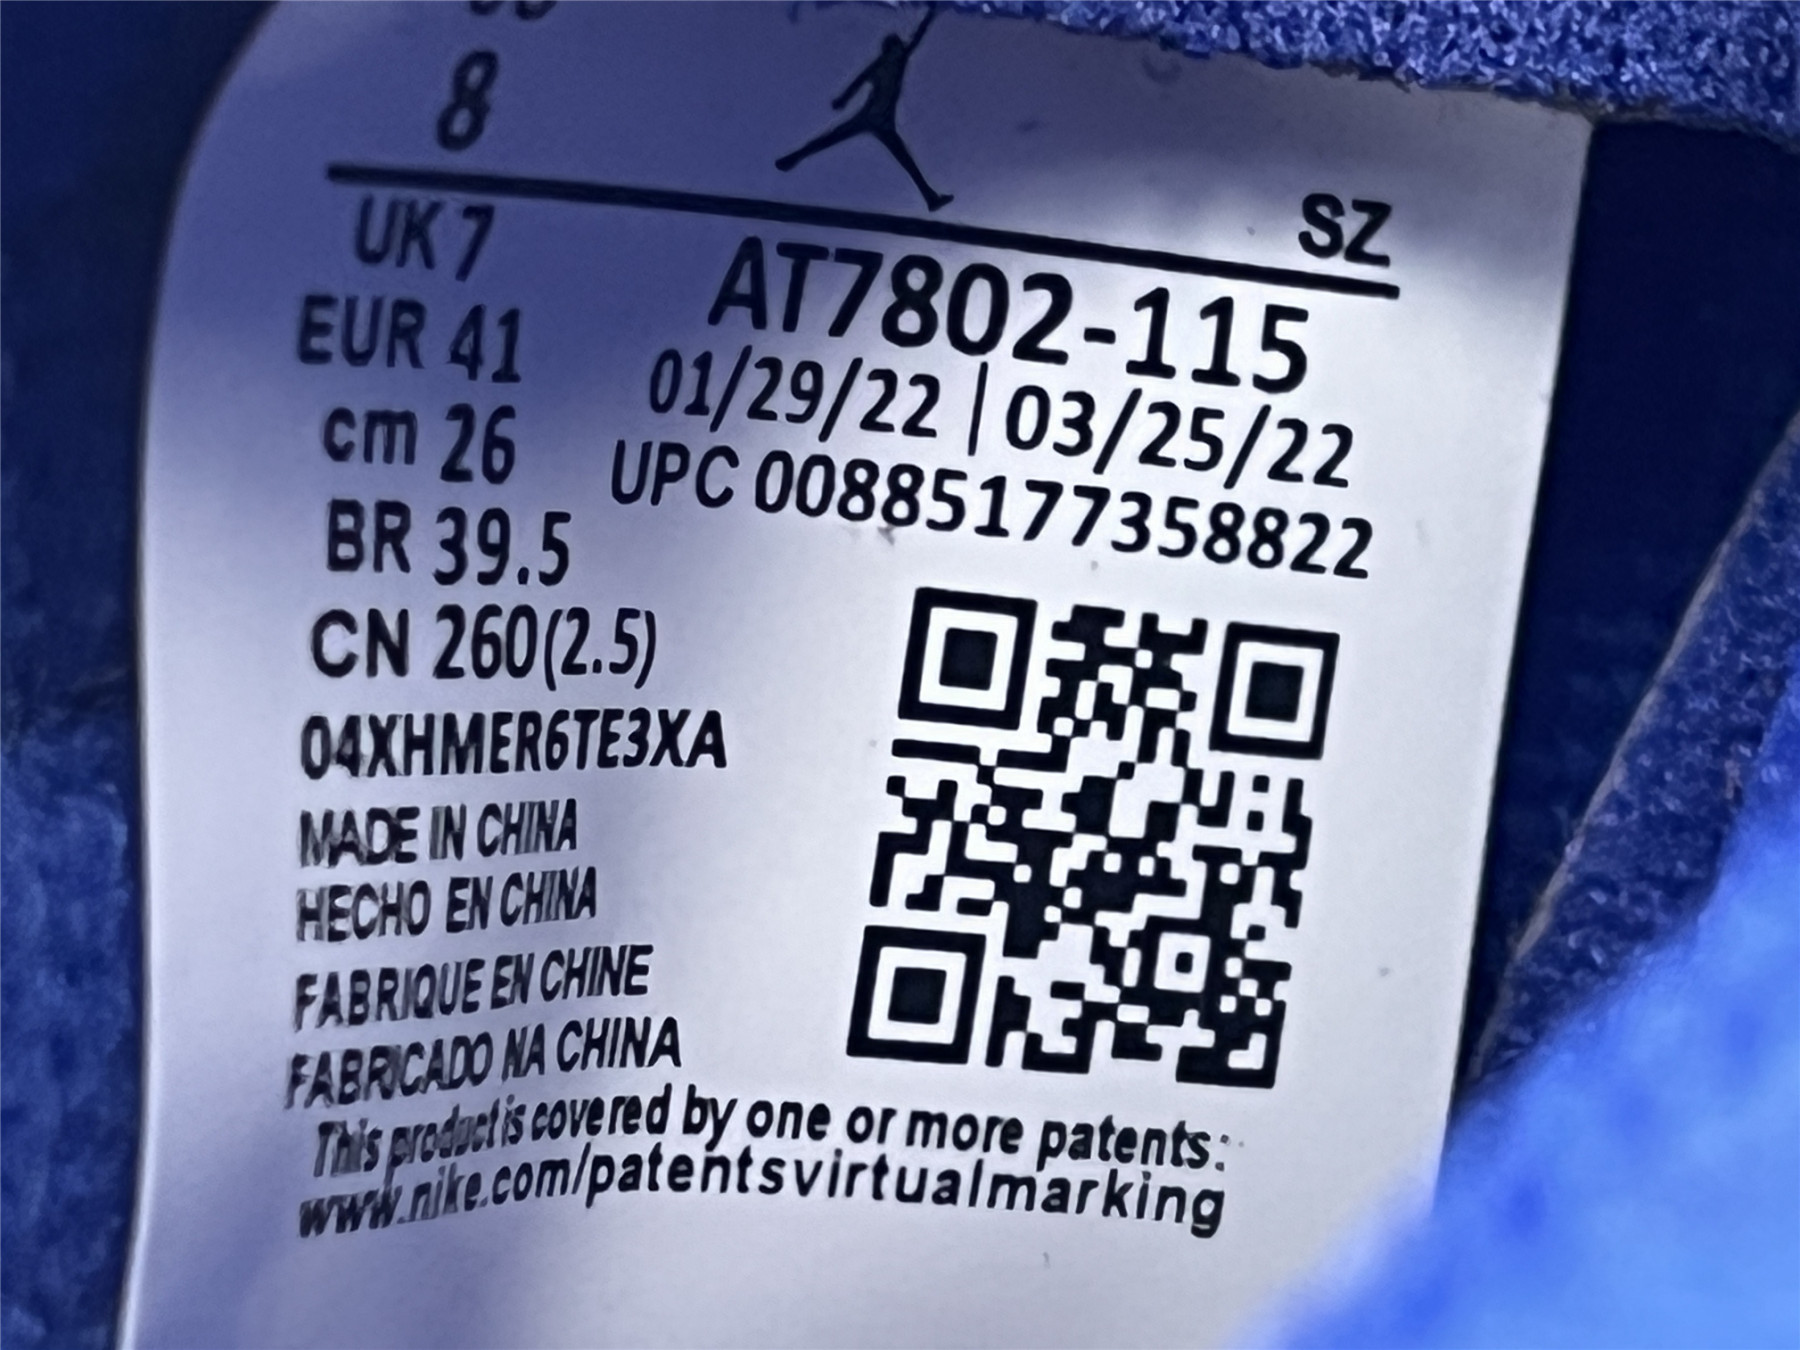 8
SZ
UK 7
AT7802-115
EUR 41
01/29/22 | 03/25/22
cm 26
UPC 00885177358822
BR 39.5
CN 260(2.5)
04XHMER6TE3XA
MADE IN CHINA
HECHO EN CHINA
FABRIQUE EN CHINE
FABRICADO NA CHINA
This product is covered by one or more patents:
www.nike.com/patentsvirtualmarking